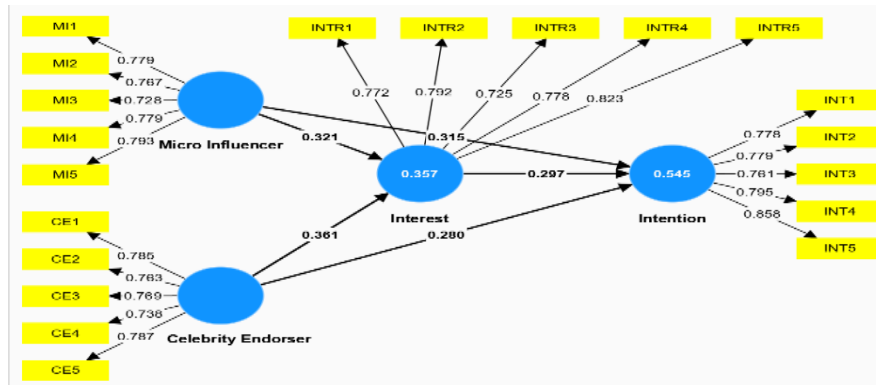 MI1
MI2
MI3
MI4
MI5
0.779
0.767
0.728
0.779
0.793
Micro Influencer
INTR1
INTR2
INTR3
INTR4
INTR5
0.772
0.792
0.725
0.778
0.823
0.321
0.315
0.357
Interest
0.297
0.361
0.280
0.545
Intention
0.778
0.779
0.761
0.795
0.858
INT1
INT2
INT3
INT4
INT5
CE1
CE2
CE3
CE4
CE5
0.785
0.763
0.769
0.738
0.787
Celebrity Endorser